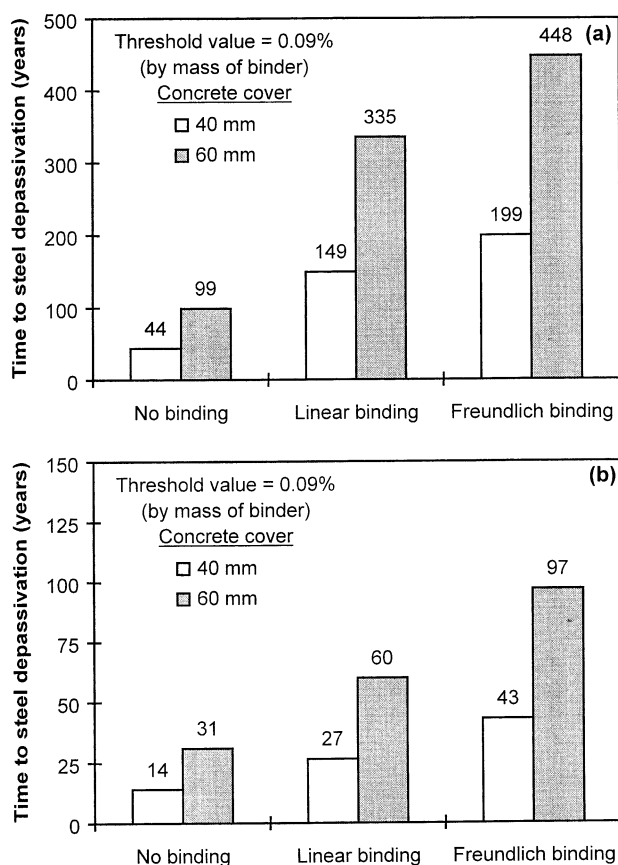 500
400
300
200
100
0
Time to steel depassivation (years)
(a)
Threshold value = 0.09%
(by mass of binder)
Concrete cover
40 mm
60 mm
44
99
149
335
199
448
No binding
Linear binding
Freundlich binding
150
125
100
75
50
25
0
Time to steel depassivation (years)
(b)
Threshold value = 0.09%
(by mass of binder)
Concrete cover
40 mm
60 mm
14
31
27
60
43
97
No binding
Linear binding
Freundlich binding